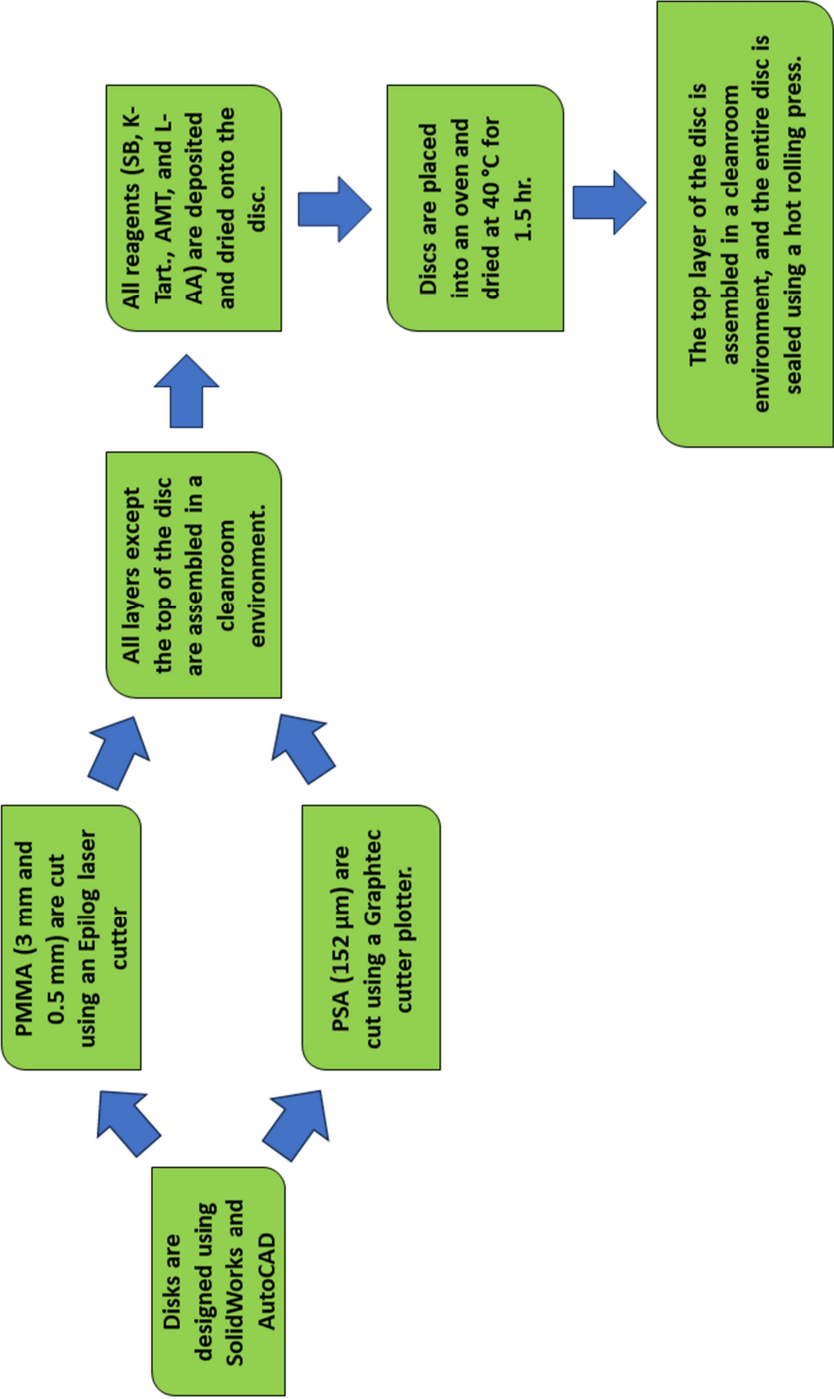 Disks are
designed using
SolidWorks and
AutoCAD
PMMA (3 mm and
0.5 mm) are cut
using an Epilog laser
cutter
PSA (152 µm) are
cut using a Graphtec
cutter plotter.
All layers except
the top of the disc
are assembled in a
cleanroom
environment.
All reagents (SB, K-
Tart., AMT, and L-
AA) are deposited
and dried onto the
disc.
Discs are placed
into an oven and
dried at 40 °C for
1.5 hr.
The top layer of the disc is
assembled in a cleanroom
environment, and the entire disc is
sealed using a hot rolling press.